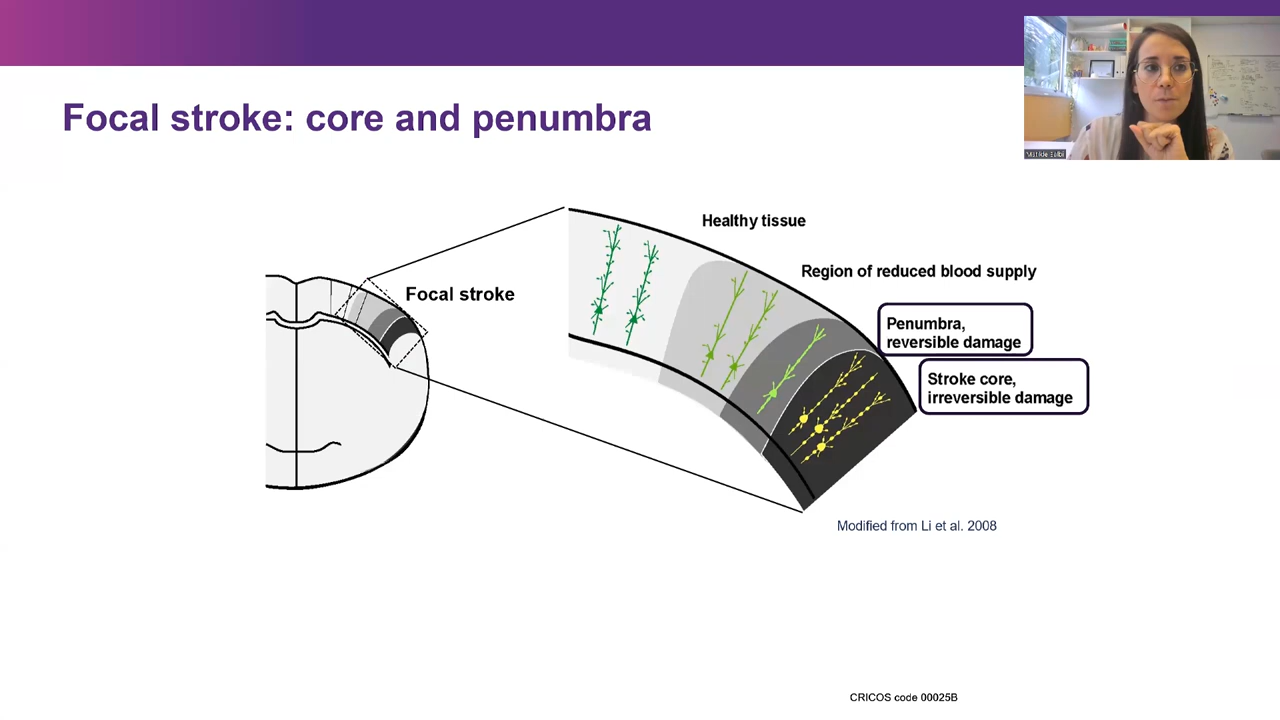 Focal stroke: core and penumbra
Healthy tissue
Region of reduced blood supply
Focal stroke
Penumbra,
reversible damage
Stroke core,
irreversible damage
Modified from Li et al. 2008
CRICOS code 00025B